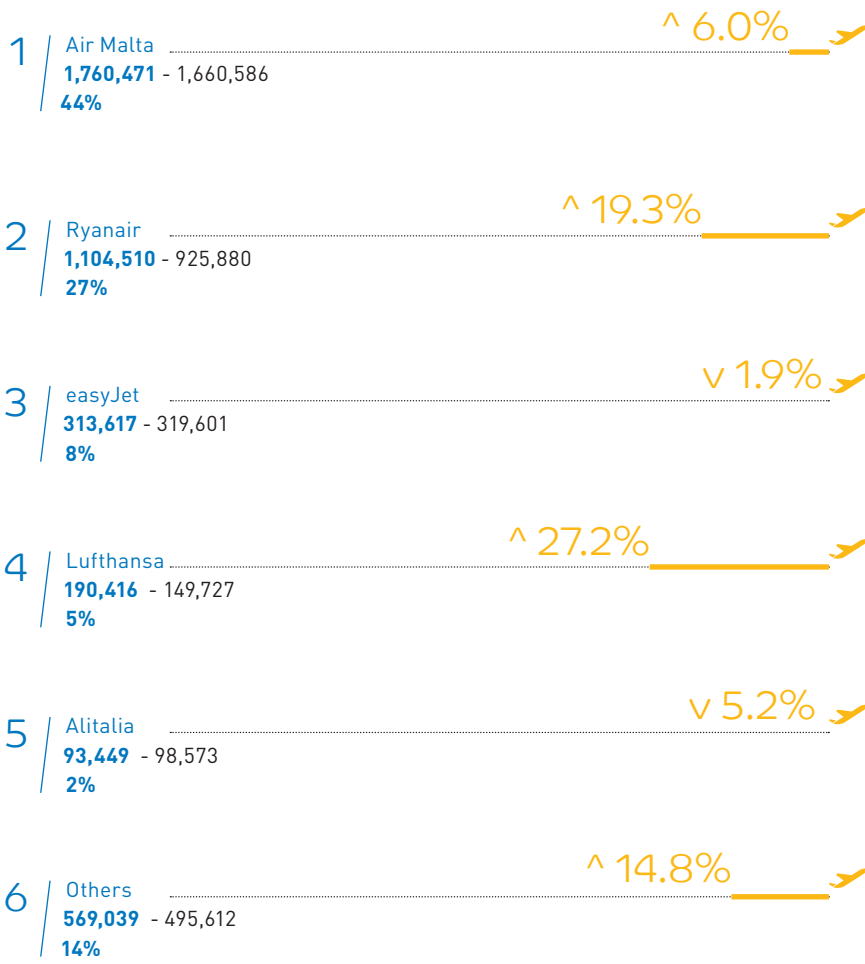 ^ 6.0%
1
Air Malta
1,760,471 - 1,660,586
44%
^ 19.3%
2
Ryanair
1,104,510 - 925,880
27%
v 1.9%
3
easyJet
313,617 - 319,601
8%
^ 27.2%
4
Lufthansa
190,416 - 149,727
5%
v 5.2%
5
Alitalia
93,449 - 98,573
2%
^ 14.8%
6
Others
569,039 - 495,612
14%